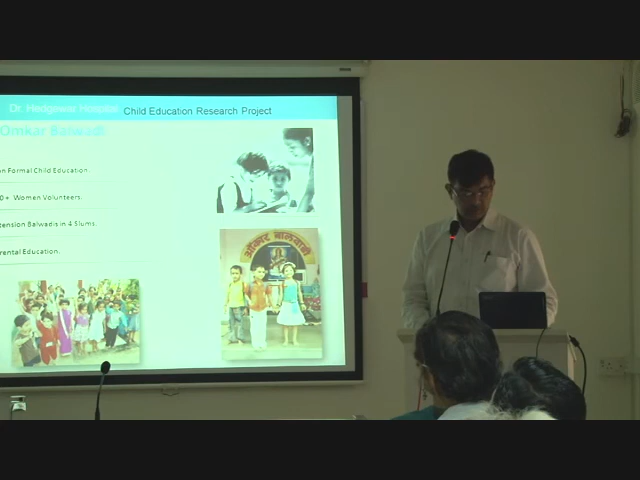 Dr. Hedgewar Hospital Child Education Research Project
Omkar Balwadi
n Formal Child Education.
0+ Women Volunteers.
tension Balwadis in 4 Slums.
rental Education.
ओंकार बालवाडी